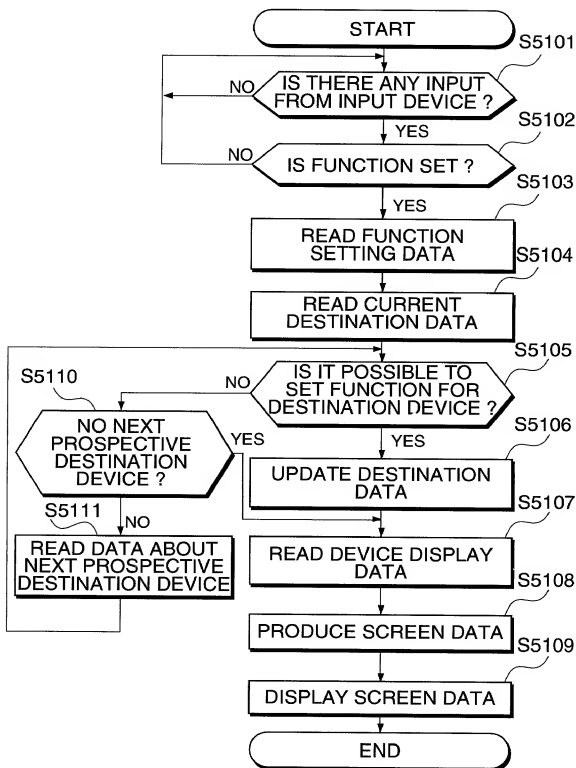 START
S5101
IS THERE ANY INPUT
FROM INPUT DEVICE ?
NO
YES
S5102
IS FUNCTION SET ?
NO
YES
S5103
READ FUNCTION
SETTING DATA
S5104
READ CURRENT
DESTINATION DATA
S5105
IS IT POSSIBLE TO
SET FUNCTION FOR
DESTINATION DEVICE ?
NO
YES
S5110
NO NEXT
PROSPECTIVE
DESTINATION
DEVICE ?
YES
NO
S5106
UPDATE DESTINATION
DATA
S5111
READ DATA ABOUT
NEXT PROSPECTIVE
DESTINATION DEVICE
S5107
READ DEVICE DISPLAY
DATA
S5108
PRODUCE SCREEN DATA
S5109
DISPLAY SCREEN DATA
END